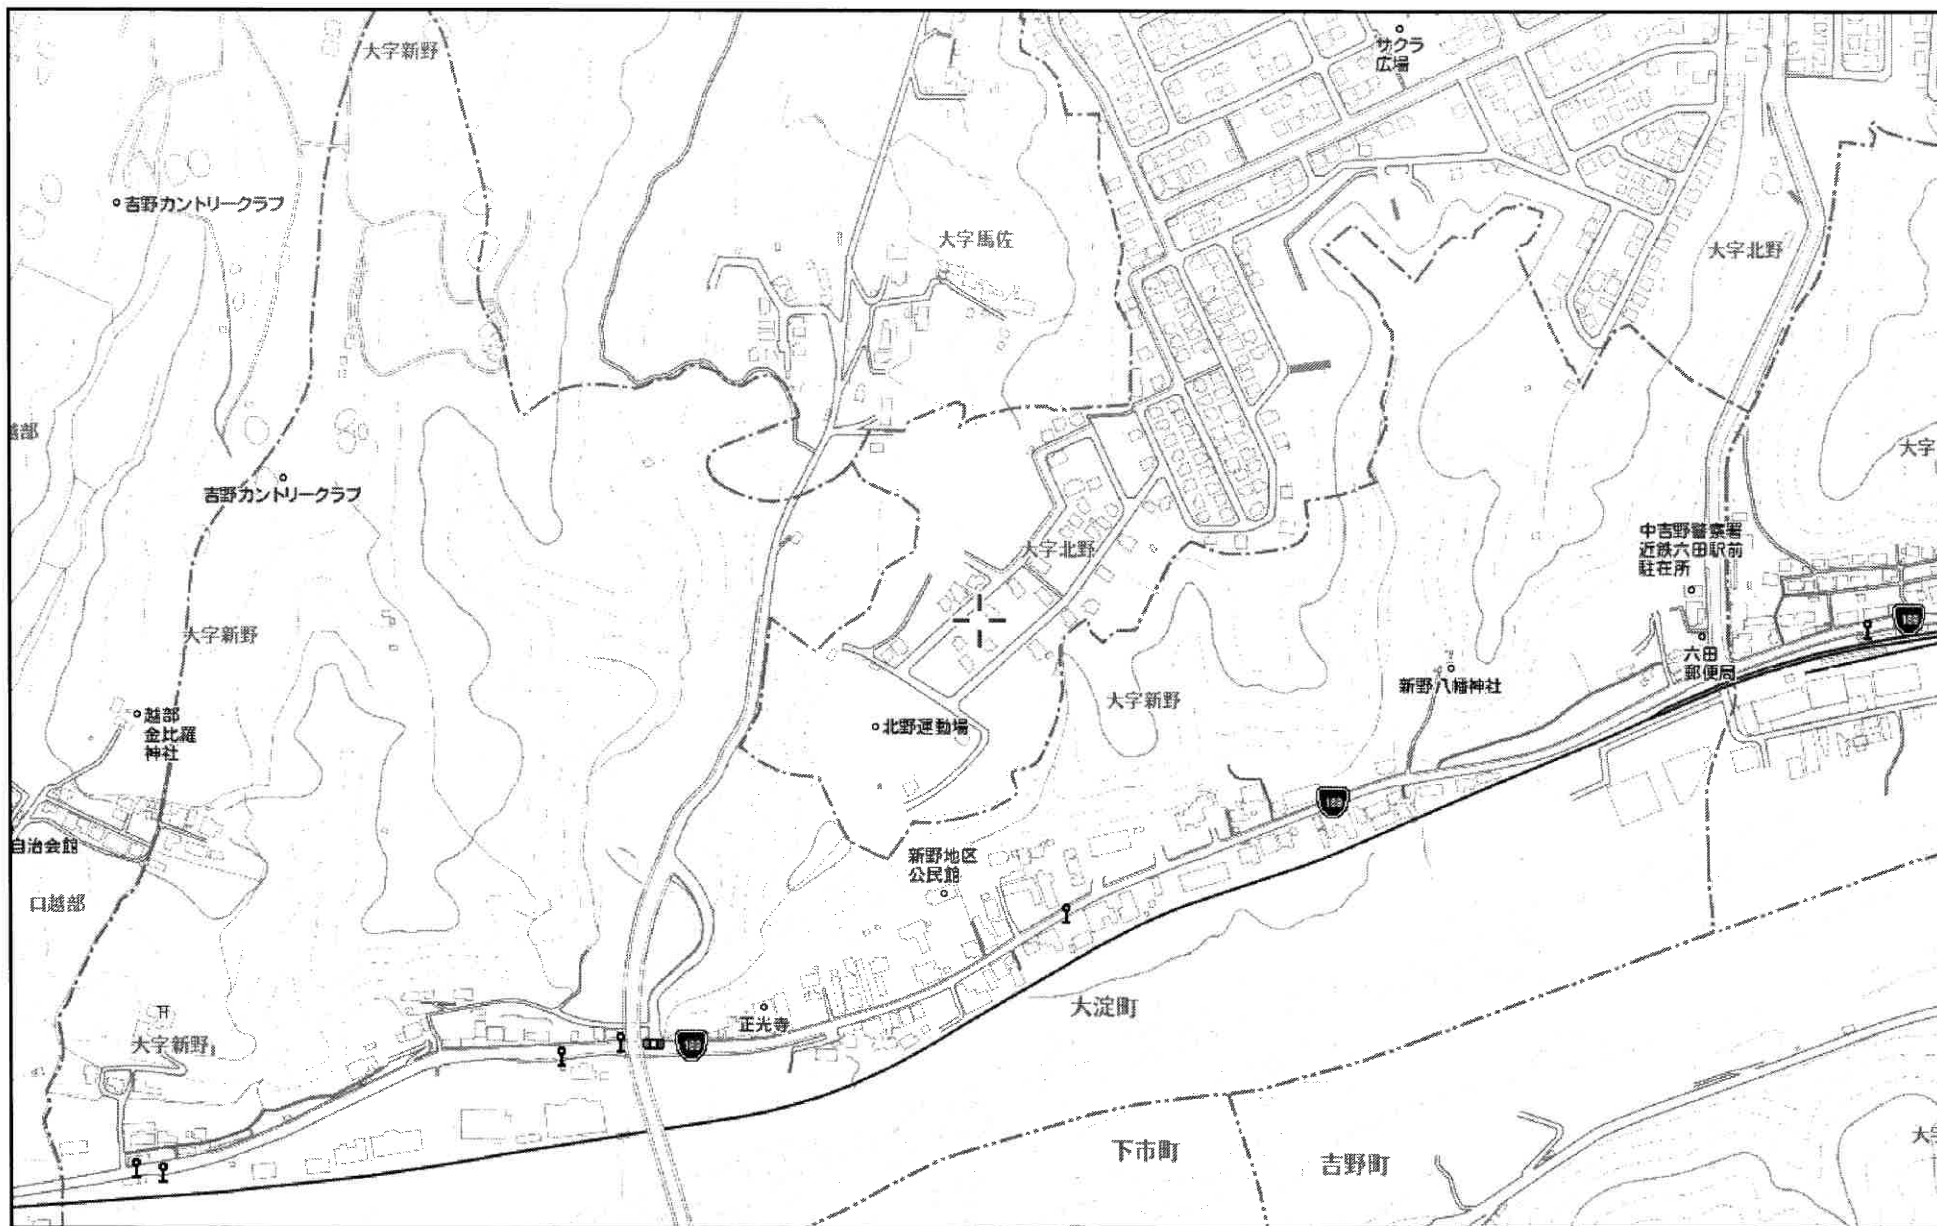 大字新野
サクラ
広場
吉野カントリークラブ
大字馬佐
大字北野
越部
大字
吉野カントリークラブ
中吉野警察署
近鉄六田駅前
駐在所
大字北野
169
大字新野
六田
郵便局
新野八幡神社
大字新野
越部
金比羅
神社
北野運動場
169
自治会館
新野地区
公民館
口越部
大淀町
正光寺
169
大字新野
下市町
吉野町